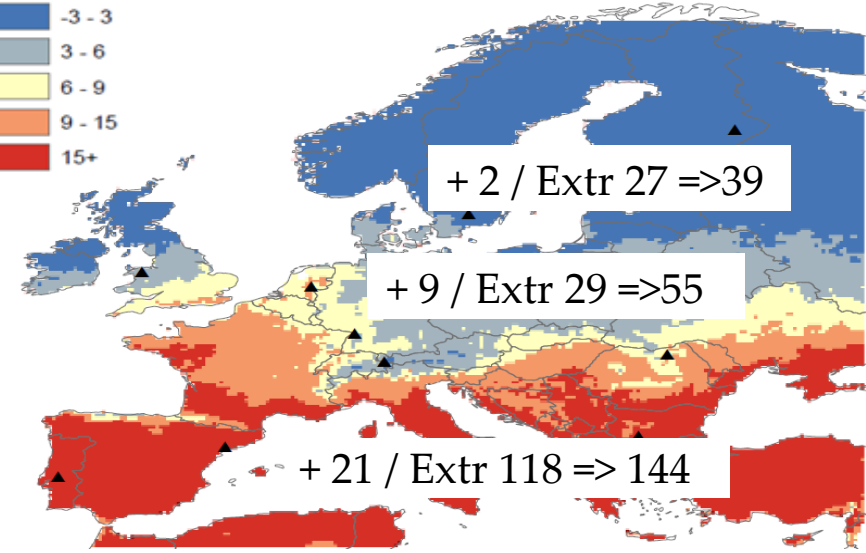 -3 - 3
3 - 6
6 - 9
9 - 15
15+
+ 2 / Extr 27 =>39
+ 9 / Extr 29 =>55
+ 21 / Extr 118 => 144